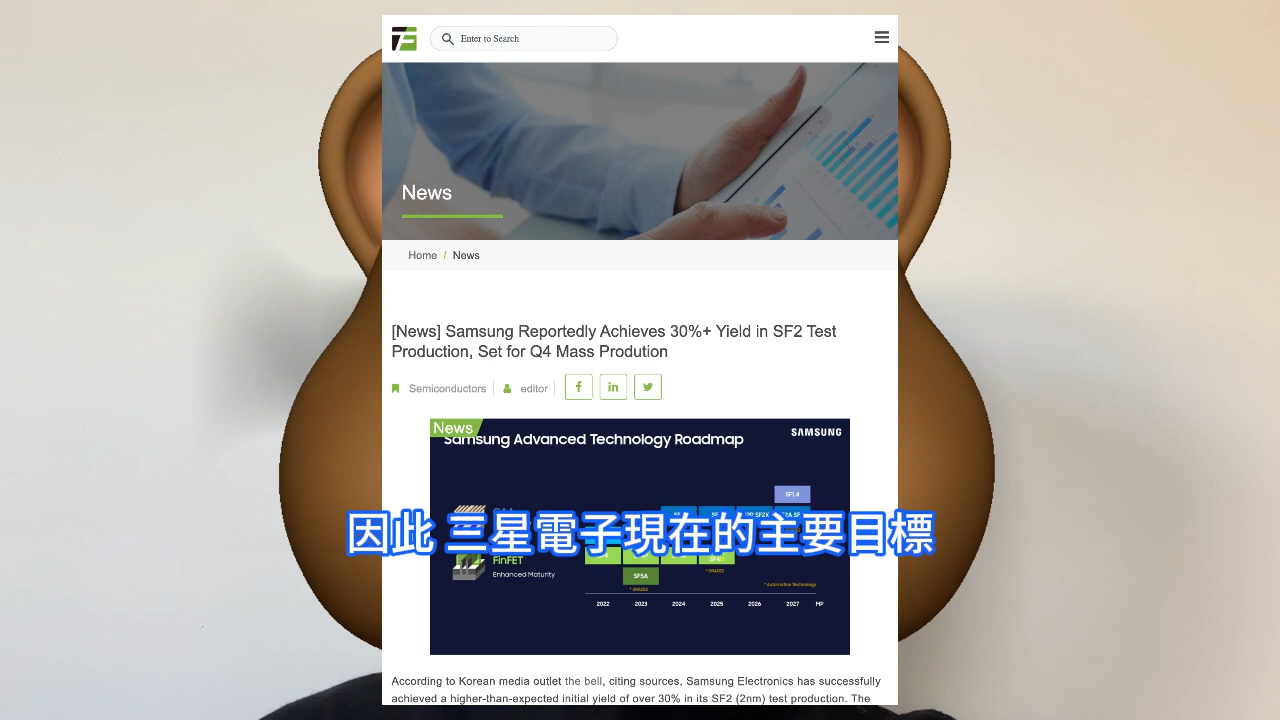 Enter to Search
News
Home / News
[News] Samsung Reportedly Achieves 30%+ Yield in SF2 Test
Production, Set for Q4 Mass Prodution
Semiconductors
editor
News
Samsung Advanced Technology Roadmap
SAMSUNG
SF1.4
因此 三星電子現在的主要目標
FinFET
Enhanced Maturity
SF5A
* Automotive Technology
2022 2023 2024 2025 2026 2027 MP
According to Korean media outlet the bell, citing sources, Samsung Electronics has successfully
achieved a higher-than-expected initial yield of over 30% in its SF2 (2nm) test production. The